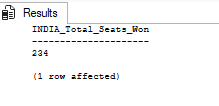 Results
INDIA_Total_Seats_Won
---------------------
234
(1 row affected)